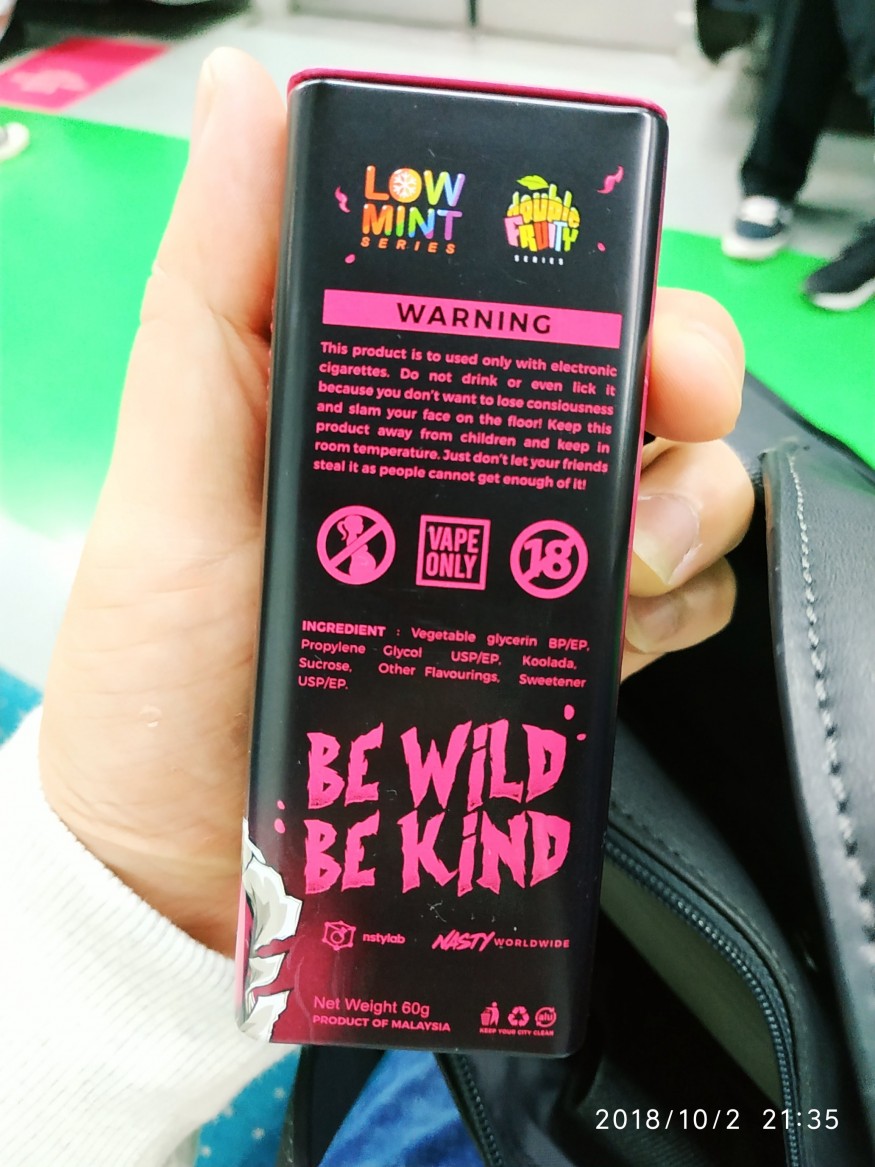 LOW
MINT
SERIES
double
FRUITY
SERIES
WARNING
This product is to used only with electronic
cigarettes. Do not drink or even lick it
because you don't want to lose consiousness
and slam your face on the floor! Keep this
product away from children and keep in
room temperature. Just don't let your friends
steal it as people cannot get enough of it!
VAPE
ONLY
18
INGREDIENT : Vegetable glycerin BP/EP,
Propylene Glycol USP/EP, Koolada,
Sucrose, Other Flavourings, Sweetener
USP/EP.
BE WiLD
BE KiND
nstylab
NASTY WORLDWIDE
Net Weight 60g
PRODUCT OF MALAYSIA
alu
KEEP YOUR CITY CLEAN
2018/10/2 21:35